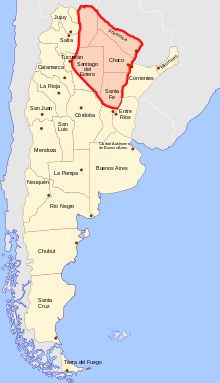 Jujuy
Formosa
Salta
Tucumán
Chaco
Misiones
Santiago
del
Estero
Catamarca
Corrientes
La Rioja
Santa
Fe
San Juan
Córdoba
Entre
Ríos
San
Luis
Ciudad Autónoma
de Buenos Aires
Mendoza
Buenos Aires
La Pampa
Neuquén
Río Negro
Chubut
Santa
Cruz
Tierra del Fuego